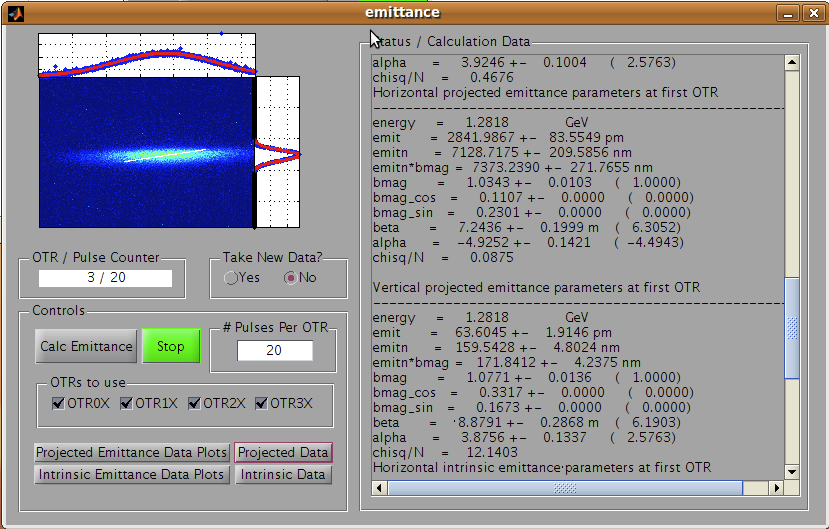 emittance
OTR / Pulse Counter
3 / 20
Take New Data?
Yes
No
Controls
Calc Emittance
Stop
# Pulses Per OTR
20
OTRs to use
OTR0X
OTR1X
OTR2X
OTR3X
Projected Emittance Data Plots
Projected Data
Intrinsic Emittance Data Plots
Intrinsic Data
Status / Calculation Data
alpha = 3.9246 +- 0.1004 ( 2.5763)
chisq/N = 0.4676
Horizontal projected emittance parameters at first OTR
energy = 1.2818 GeV
emit = 2841.9867 +- 83.5549 pm
emitn = 7128.7175 +- 209.5856 nm
emitn*bmag = 7373.2390 +- 271.7655 nm
bmag = 1.0343 +- 0.0103 ( 1.0000)
bmag_cos = 0.1107 +- 0.0000 ( 0.0000)
bmag_sin = 0.2301 +- 0.0000 ( 0.0000)
beta = 7.2436 +- 0.1999 m ( 6.3052)
alpha = -4.9252 +- 0.1421 ( -4.4943)
chisq/N = 0.0875
Vertical projected emittance parameters at first OTR
energy = 1.2818 GeV
emit = 63.6045 +- 1.9146 pm
emitn = 159.5428 +- 4.8024 nm
emitn*bmag = 171.8412 +- 4.2375 nm
bmag = 1.0771 +- 0.0136 ( 1.0000)
bmag_cos = 0.3317 +- 0.0000 ( 0.0000)
bmag_sin = 0.1673 +- 0.0000 ( 0.0000)
beta = 8.8791 +- 0.2868 m ( 6.1903)
alpha = 3.8756 +- 0.1337 ( 2.5763)
chisq/N = 12.1403
Horizontal intrinsic emittance parameters at first OTR